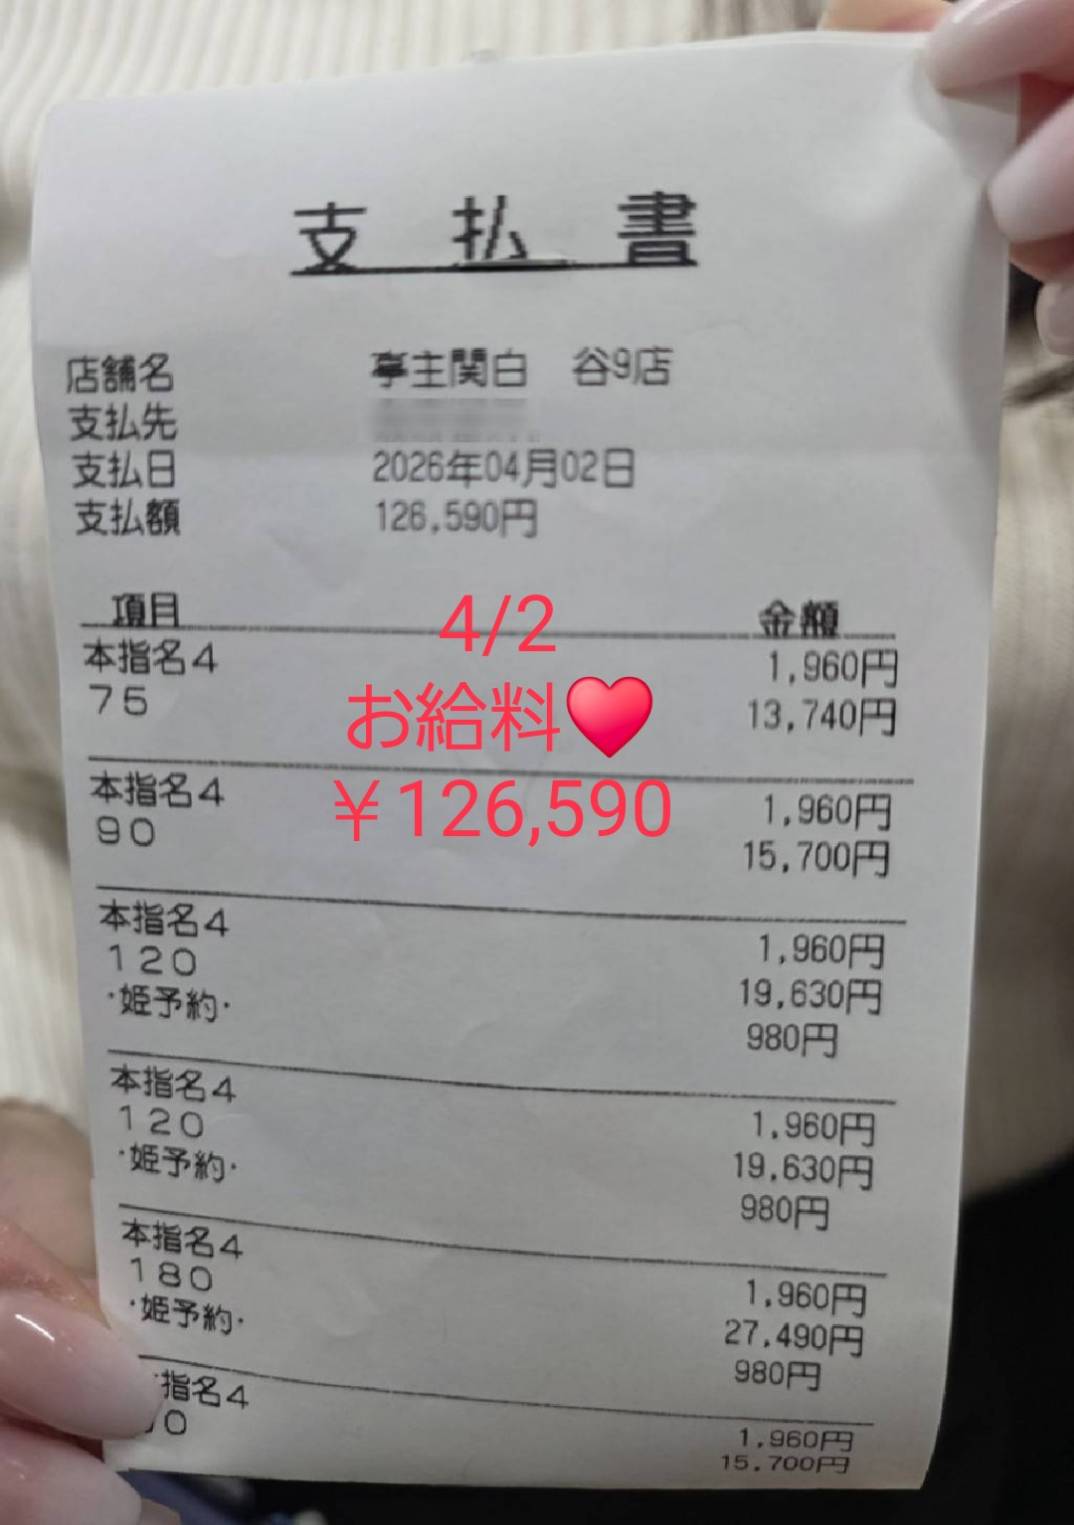 支払書
店舗名 亭主関白 谷9店
支払先
支払日 2026年04月02日
支払額 126,590円
項目 金額
4/2
お給料❤️
￥126,590
本指名4 1,960円
75 13,740円
本指名4 1,960円
90 15,700円
本指名4 1,960円
120 19,630円
・姫予約・ 980円
本指名4 1,960円
120 19,630円
・姫予約・ 980円
本指名4 1,960円
180 27,490円
・姫予約・ 980円
指名4 1,960円
0 15,700円